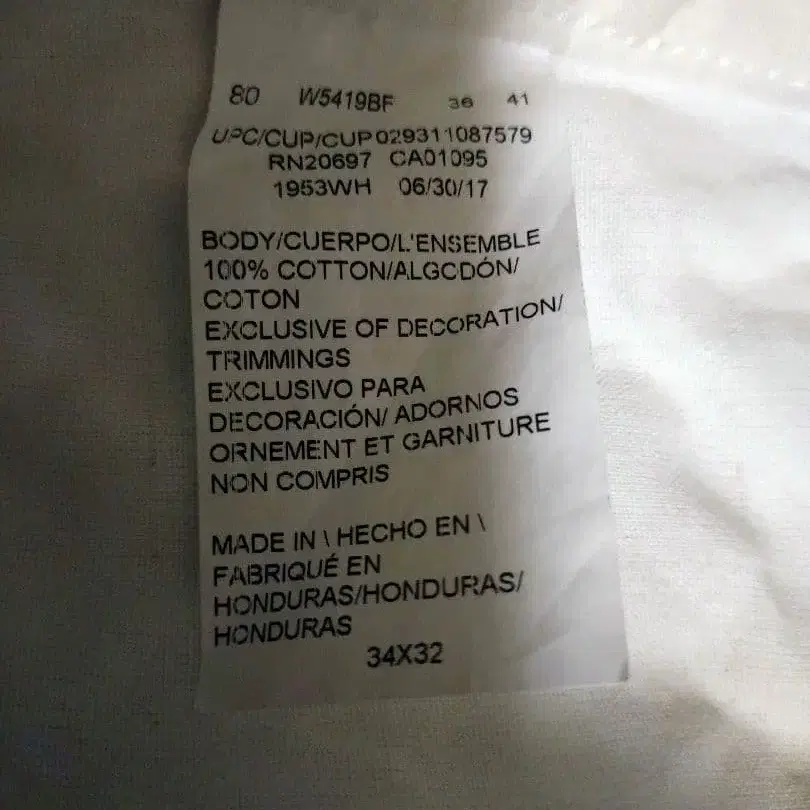 80 W5419BF 36 41
UPC/CUP/CUP029311087579
RN20697 CA01095
1953WH 06/30/17
BODY/CUERPO/L'ENSEMBLE
100% COTTON/ALGODÓN/
COTON
EXCLUSIVE OF DECORATION/
TRIMMINGS
EXCLUSIVO PARA
DECORACIÓN/ ADORNOS
ORNEMENT ET GARNITURE
NON COMPRIS
MADE IN \ HECHO EN \
FABRIQUÉ EN
HONDURAS/HONDURAS/
HONDURAS
34X32